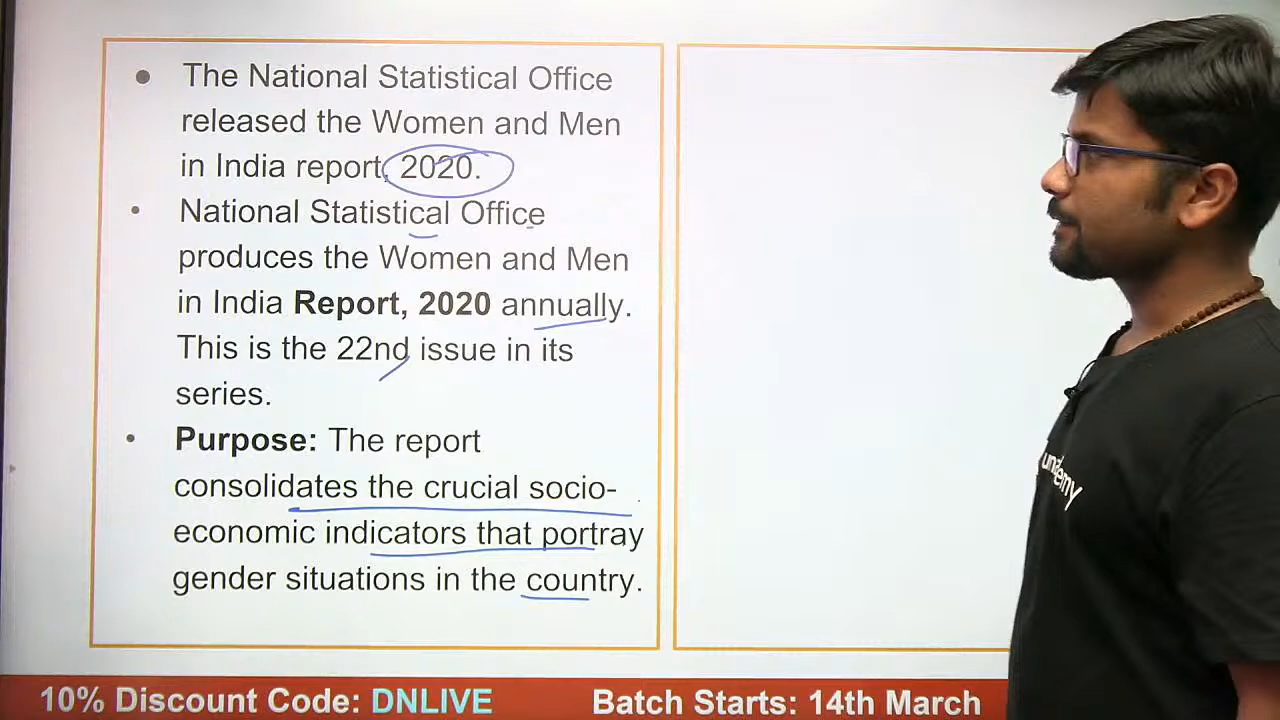 The National Statistical Office
released the Women and Men
in India report, 2020.
National Statistical Office
produces the Women and Men
in India Report, 2020 annually.
This is the 22nd issue in its
series.
Purpose: The report
consolidates the crucial socio-
economic indicators that portray
gender situations in the country.
unacademy
10% Discount Code: DNLIVE
Batch Starts: 14th March